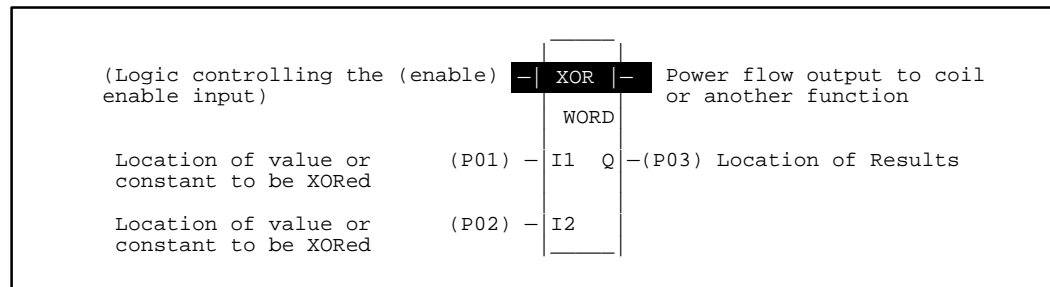 (Logic controlling the (enable) —| XOR |— Power flow output to coil
enable input) or another function
WORD
Location of value or (P01) —|I1 Q|—(P03) Location of Results
constant to be XORed
Location of value or (P02) —|I2
constant to be XORed